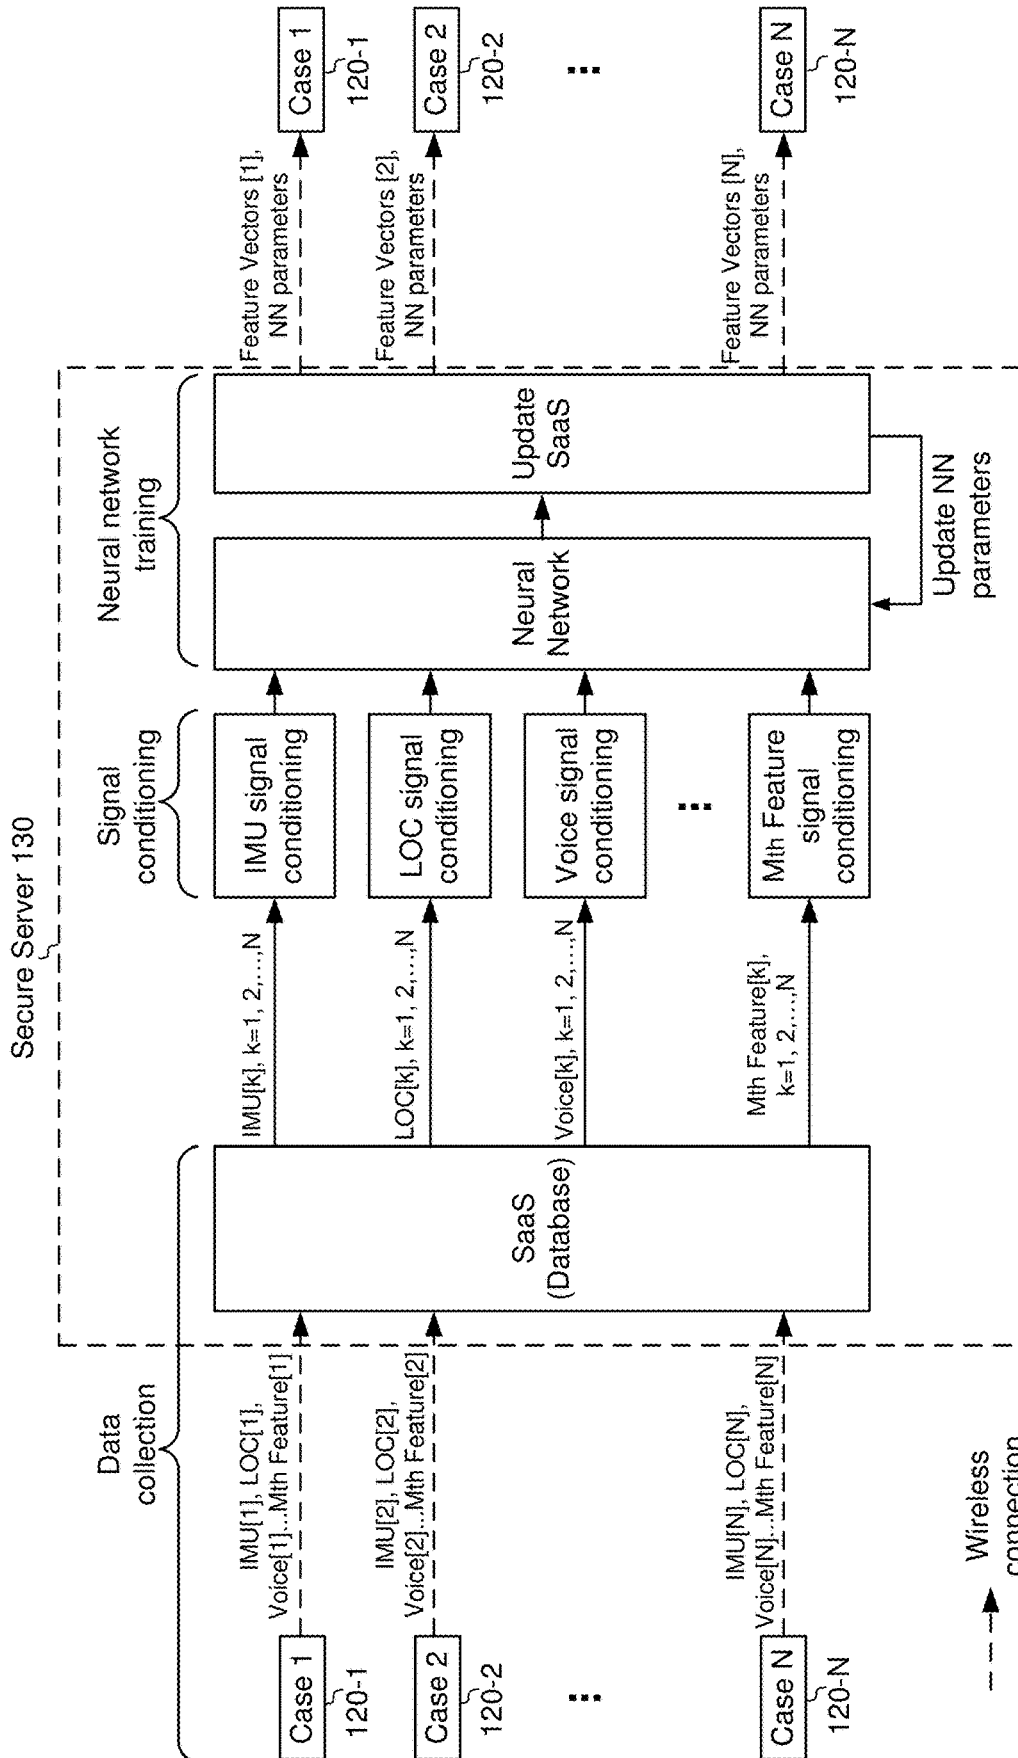 Secure Server 130
Data
collection
Signal
conditioning
Neural network
training
Case 1
120-1
IMU[1], LOC[1],
Voice[1]...Mth Feature[1]
Case 2
120-2
IMU[2], LOC[2],
Voice[2]...Mth Feature[2]
Case N
120-N
IMU[N], LOC[N],
Voice[N]...Mth Feature[N]
SaaS
(Database)
IMU[k], k=1, 2,...,N
LOC[k], k=1, 2,...,N
Voice[k], k=1, 2,...,N
Mth Feature[k],
k=1, 2,...,N
IMU signal
conditioning
LOC signal
conditioning
Voice signal
conditioning
Mth Feature
signal
conditioning
Neural
Network
Update
SaaS
Update NN
parameters
Feature Vectors [1],
NN parameters
Case 1
120-1
Feature Vectors [2],
NN parameters
Case 2
120-2
Feature Vectors [N],
NN parameters
Case N
120-N
Wireless
connection